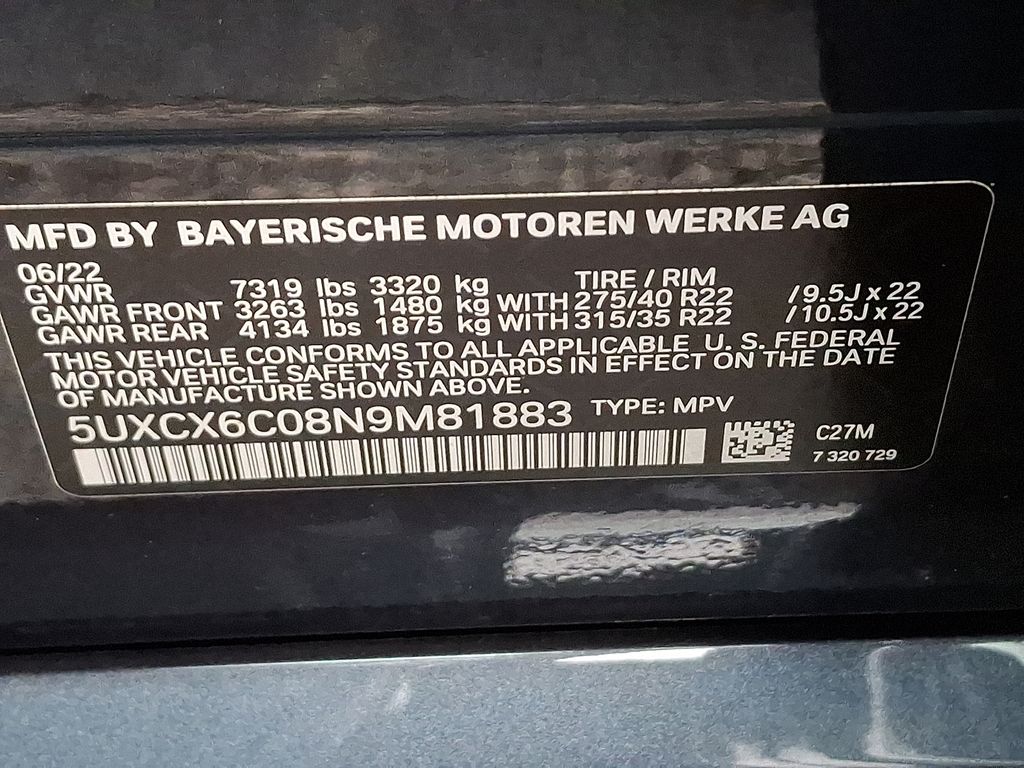 MFD BY BAYERISCHE MOTOREN WERKE AG
06/22 TIRE / RIM
GVWR 7319 lbs 3320 kg
GAWR FRONT 3263 lbs 1480 kg WITH 275/40 R22 / 9.5J x 22
GAWR REAR 4134 lbs 1875 kg WITH 315/35 R22 / 10.5J x 22
THIS VEHICLE CONFORMS TO ALL APPLICABLE U. S. FEDERAL
MOTOR VEHICLE SAFETY STANDARDS IN EFFECT ON THE DATE
OF MANUFACTURE SHOWN ABOVE.
5UXCX6C08N9M81883 TYPE: MPV
C27M
7 320 729